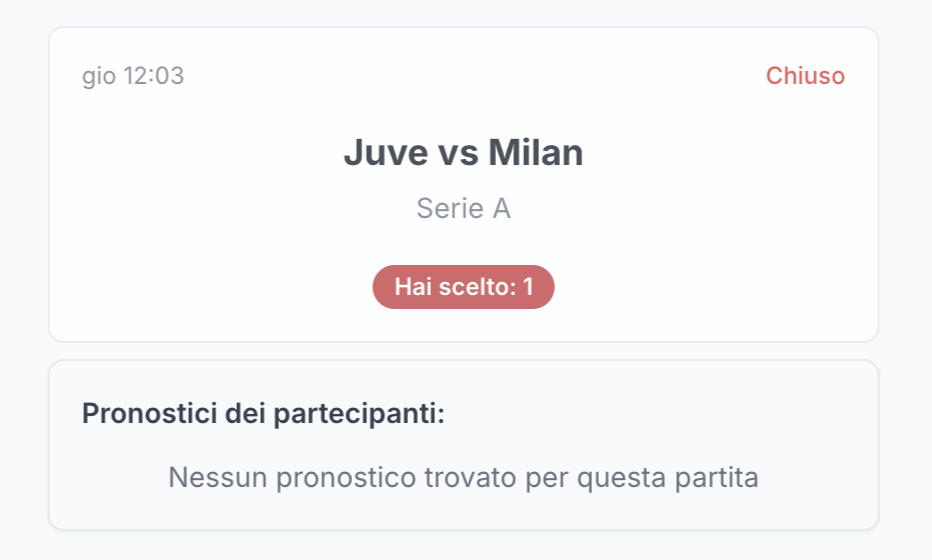 gio 12:03
Chiuso
Juve vs Milan
Serie A
Hai scelto: 1
Pronostici dei partecipanti:
Nessun pronostico trovato per questa partita